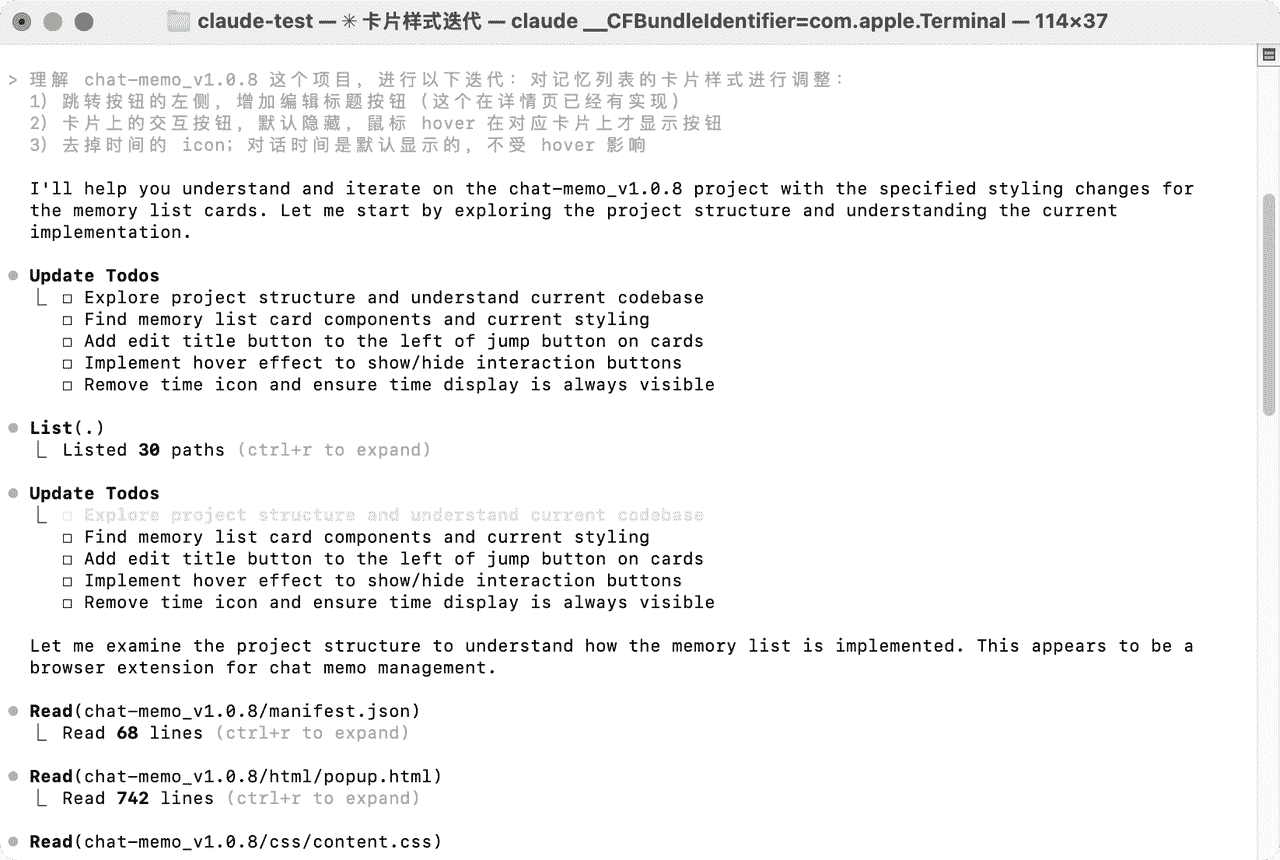 claude-test — ✳ 卡片样式迭代 — claude __CFBundleIdentifier=com.apple.Terminal — 114×37
> 理解 chat-memo_v1.0.8 这个项目，进行以下迭代：对记忆列表的卡片样式进行调整：
1）跳转按钮的左侧，增加编辑标题按钮（这个在详情页已经有实现）
2）卡片上的交互按钮，默认隐藏，鼠标 hover 在对应卡片上才显示按钮
3）去掉时间的 icon；对话时间是默认显示的，不受 hover 影响
I'll help you understand and iterate on the chat-memo_v1.0.8 project with the specified styling changes for
the memory list cards. Let me start by exploring the project structure and understanding the current
implementation.
Update Todos
☐ Explore project structure and understand current codebase
☐ Find memory list card components and current styling
☐ Add edit title button to the left of jump button on cards
☐ Implement hover effect to show/hide interaction buttons
☐ Remove time icon and ensure time display is always visible
List(.)
Listed 30 paths (ctrl+r to expand)
Update Todos
☐ Explore project structure and understand current codebase
☐ Find memory list card components and current styling
☐ Add edit title button to the left of jump button on cards
☐ Implement hover effect to show/hide interaction buttons
☐ Remove time icon and ensure time display is always visible
Let me examine the project structure to understand how the memory list is implemented. This appears to be a
browser extension for chat memo management.
Read(chat-memo_v1.0.8/manifest.json)
Read 68 lines (ctrl+r to expand)
Read(chat-memo_v1.0.8/html/popup.html)
Read 742 lines (ctrl+r to expand)
Read(chat-memo_v1.0.8/css/content.css)